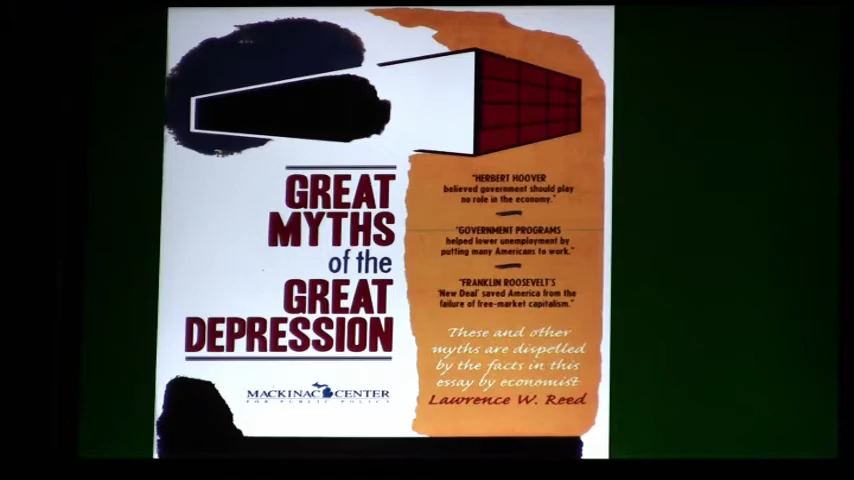 GREAT
MYTHS
of the
GREAT
DEPRESSION
MACKINAC CENTER
FOR PUBLIC POLICY
"HERBERT HOOVER
believed government should play
no role in the economy."
"GOVERNMENT PROGRAMS
helped lower unemployment by
putting many Americans to work."
"FRANKLIN ROOSEVELT'S
'New Deal' saved America from the
failure of free-market capitalism."
These and other
myths are dispelled
by the facts in this
essay by economist
Lawrence W. Reed